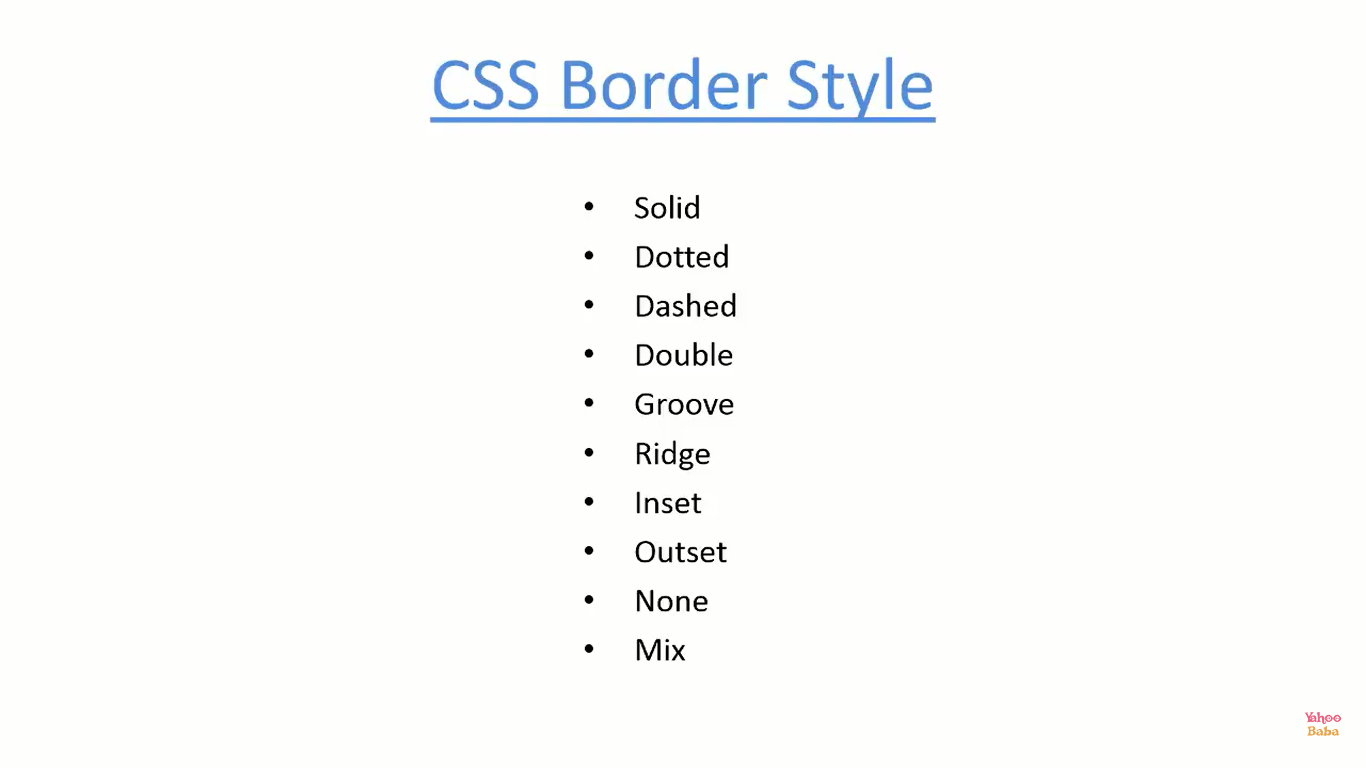 CSS Border Style
• Solid
• Dotted
• Dashed
• Double
• Groove
• Ridge
• Inset
• Outset
• None
• Mix
Yahoo
Baba